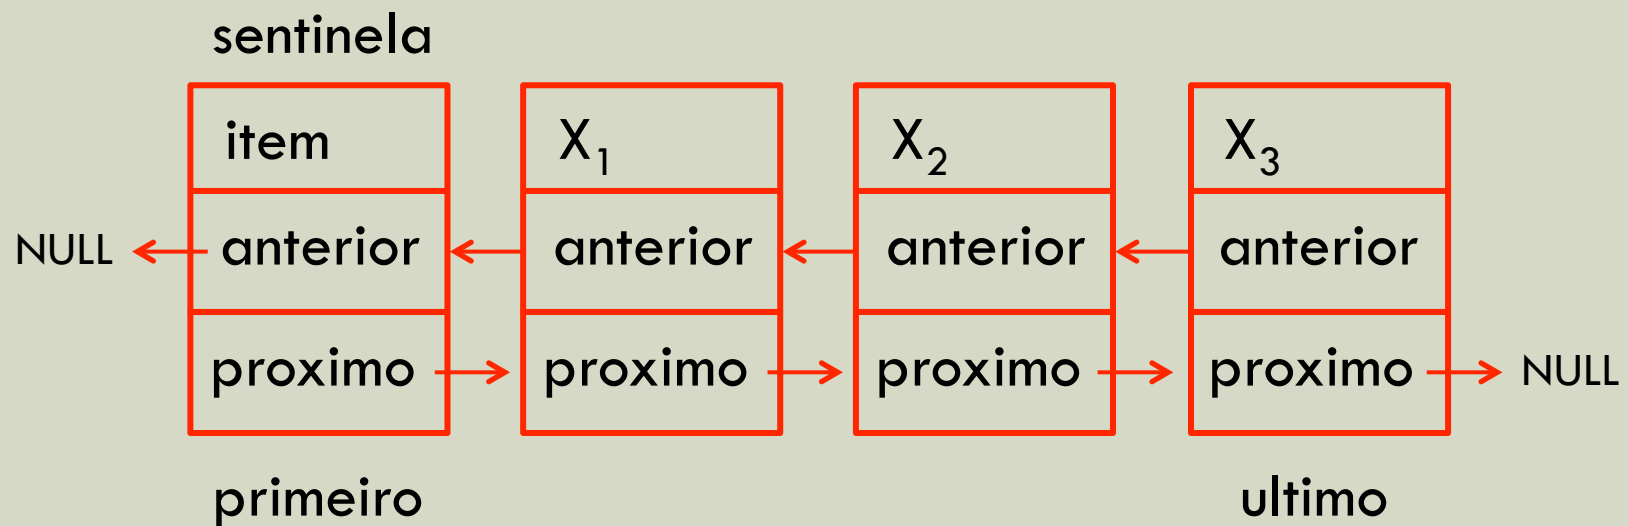 sentinela
item X₁ X₂ X₃
NULL anterior anterior anterior anterior
proximo proximo proximo proximo NULL
primeiro ultimo